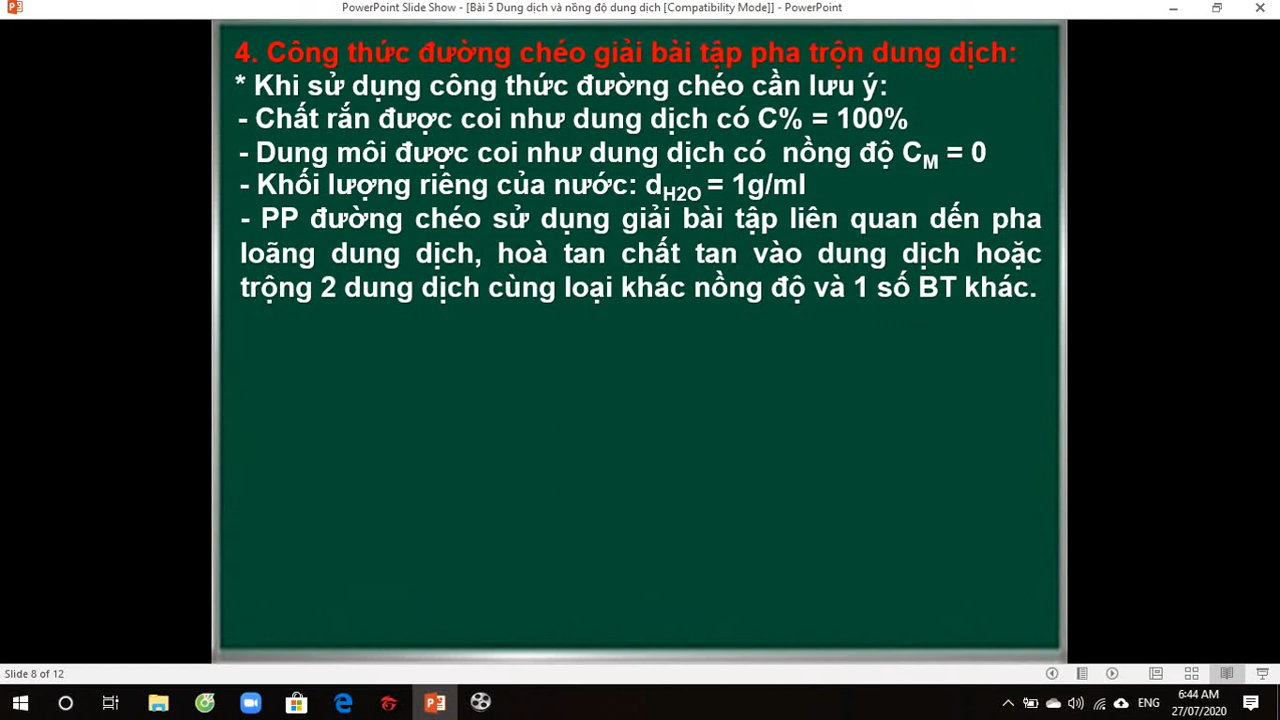 PowerPoint Slide Show - [Bài 5 Dung dịch và nồng độ dung dịch [Compatibility Mode]] - PowerPoint
4. Công thức đường chéo giải bài tập pha trộn dung dịch:
* Khi sử dụng công thức đường chéo cần lưu ý:
- Chất rắn được coi như dung dịch có C% = 100%
- Dung môi được coi như dung dịch có nồng độ CM = 0
- Khối lượng riêng của nước: dH2O = 1g/ml
- PP đường chéo sử dụng giải bài tập liên quan dến pha
loãng dung dịch, hoà tan chất tan vào dung dịch hoặc
trộng 2 dung dịch cùng loại khác nồng độ và 1 số BT khác.
Slide 8 of 12
ENG
6:44 AM
27/07/2020